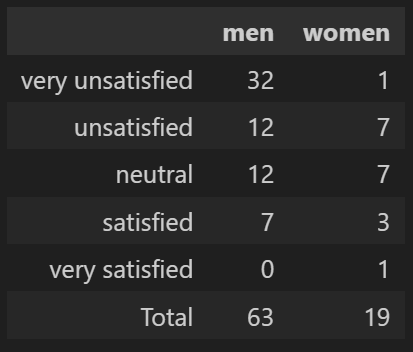 men women
very unsatisfied 32 1
unsatisfied 12 7
neutral 12 7
satisfied 7 3
very satisfied 0 1
Total 63 19